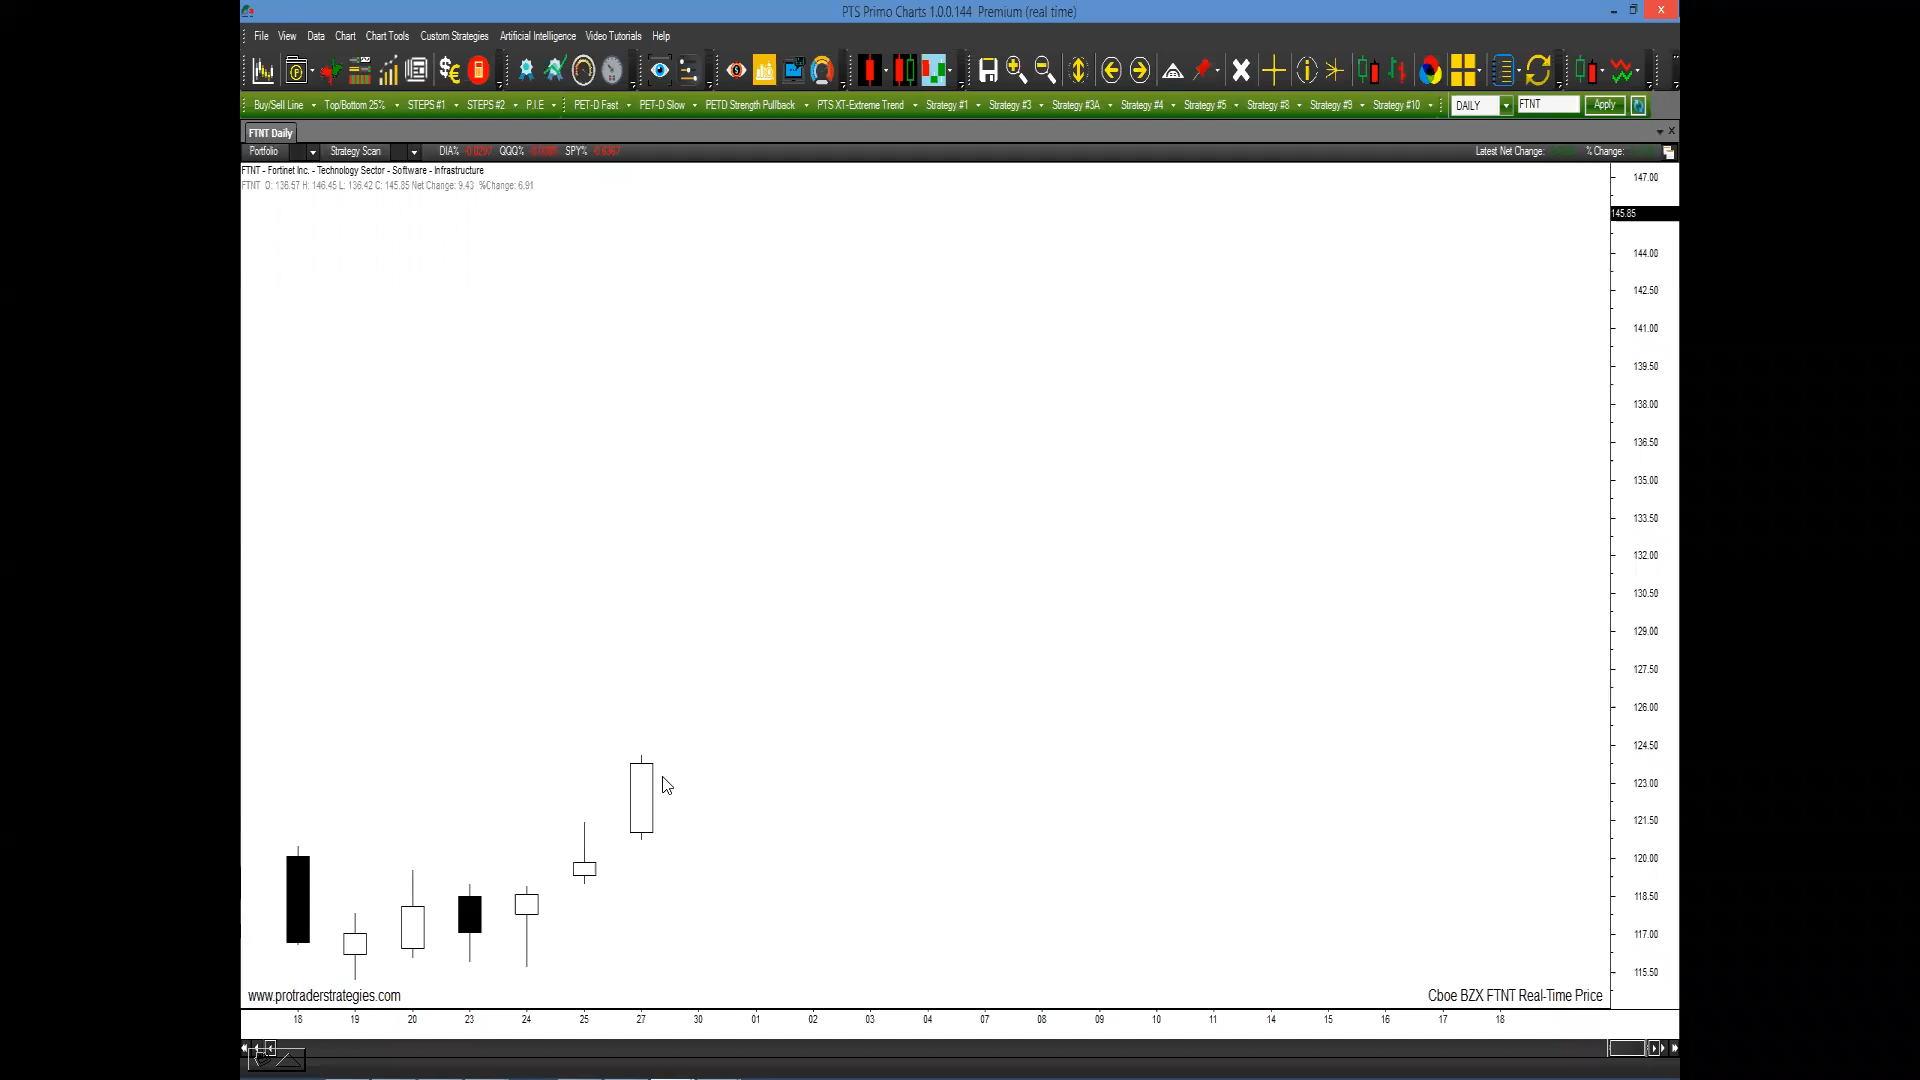 PTS Primo Charts 1.0.0.144 Premium (real time)
File View Data Chart Chart Tools Custom Strategies Artificial Intelligence Video Tutorials Help
Buy/Sell Line Top/Bottom 25% STEPS #1 STEPS #2 P.I.E PET-D Fast PET-D Slow PETD Strength Pullback PTS XT-Extreme Trend Strategy #1 Strategy #3 Strategy #3A Strategy #4 Strategy #5 Strategy #8 Strategy #9 Strategy #10 DAILY FTNT Apply
FTNT Daily
Portfolio Strategy Scan DIA% QQQ% SPY% Latest Net Change: % Change:
FTNT - Fortinet Inc. - Technology Sector - Software - Infrastructure
FTNT O: 136.57 H: 146.45 L: 136.42 C: 145.85 Net Change: 9.43 %Change: 6.91
147.00
145.85
144.00
142.50
141.00
139.50
138.00
136.50
135.00
133.50
132.00
130.50
129.00
127.50
126.00
124.50
123.00
121.50
120.00
118.50
117.00
115.50
www.protraderstrategies.com Cboe BZX FTNT Real-Time Price
18 19 20 23 24 25 27 30 01 02 03 04 07 08 09 10 11 14 15 16 17 18